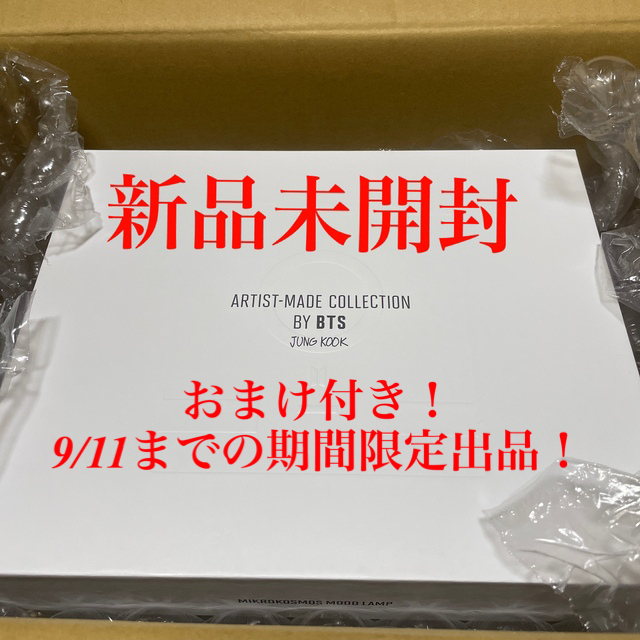 新品未開封
ARTIST-MADE COLLECTION
BY BTS
JUNG KOOK
おまけ付き！
9/11までの期間限定出品！
MIKROKOSMOS MOOD LAMP